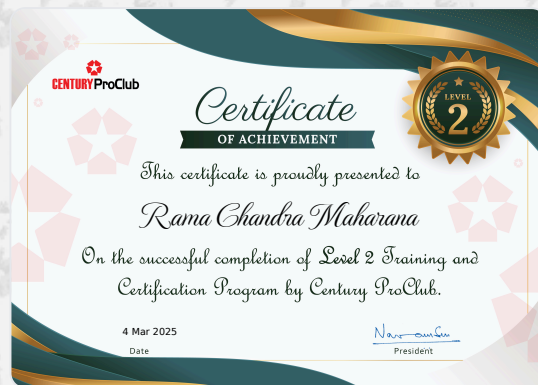 CENTURY ProClub
LEVEL
2
Certificate
OF ACHIEVEMENT
This certificate is proudly presented to
Rama Chandra Maharana
On the successful completion of Level 2 Training and
Certification Program by Century ProClub.
4 Mar 2025
Date
President